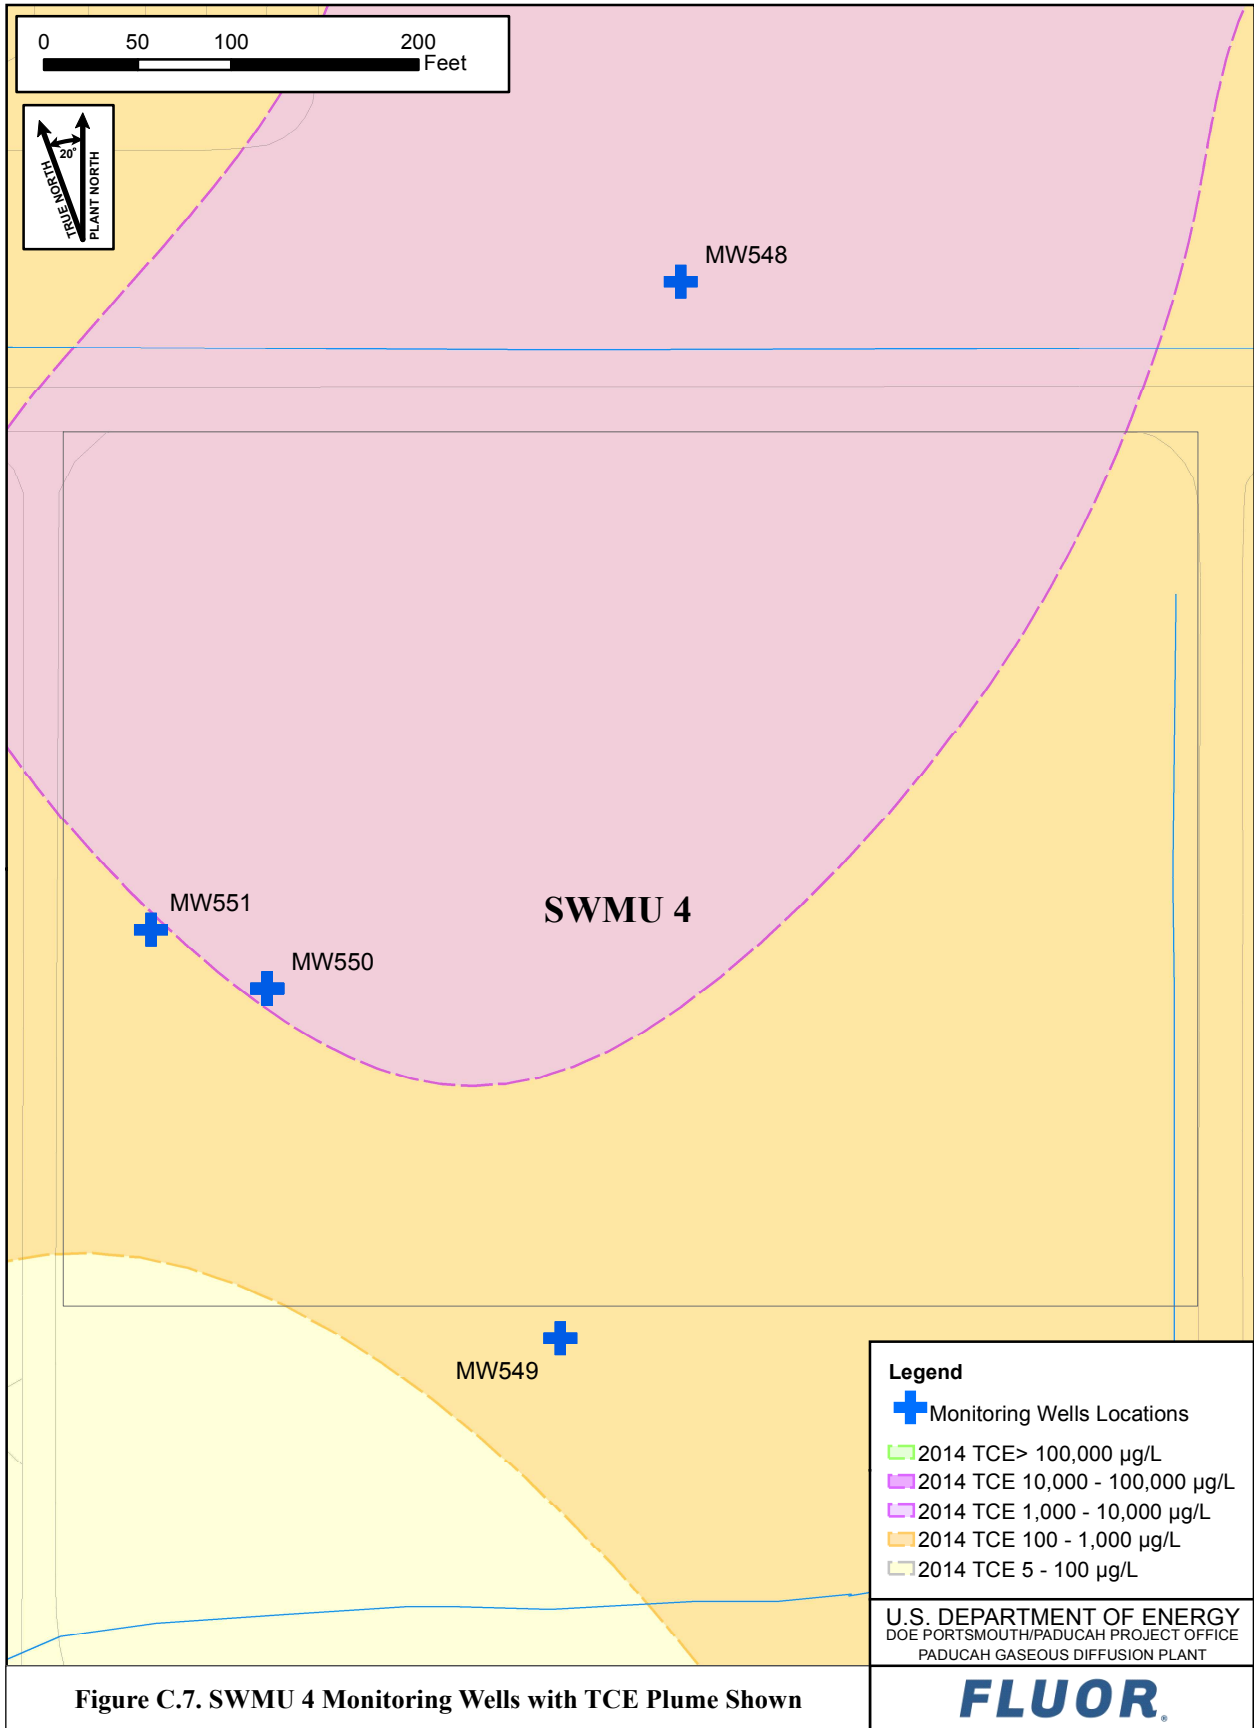 0 50 100 200
Feet
20°
TRUE NORTH
PLANT NORTH
MW548
MW551
SWMU 4
MW550
MW549
Legend
Monitoring Wells Locations
2014 TCE> 100,000 µg/L
2014 TCE 10,000 - 100,000 µg/L
2014 TCE 1,000 - 10,000 µg/L
2014 TCE 100 - 1,000 µg/L
2014 TCE 5 - 100 µg/L
U.S. DEPARTMENT OF ENERGY
DOE PORTSMOUTH/PADUCAH PROJECT OFFICE
PADUCAH GASEOUS DIFFUSION PLANT
Figure C.7. SWMU 4 Monitoring Wells with TCE Plume Shown
FLUOR®